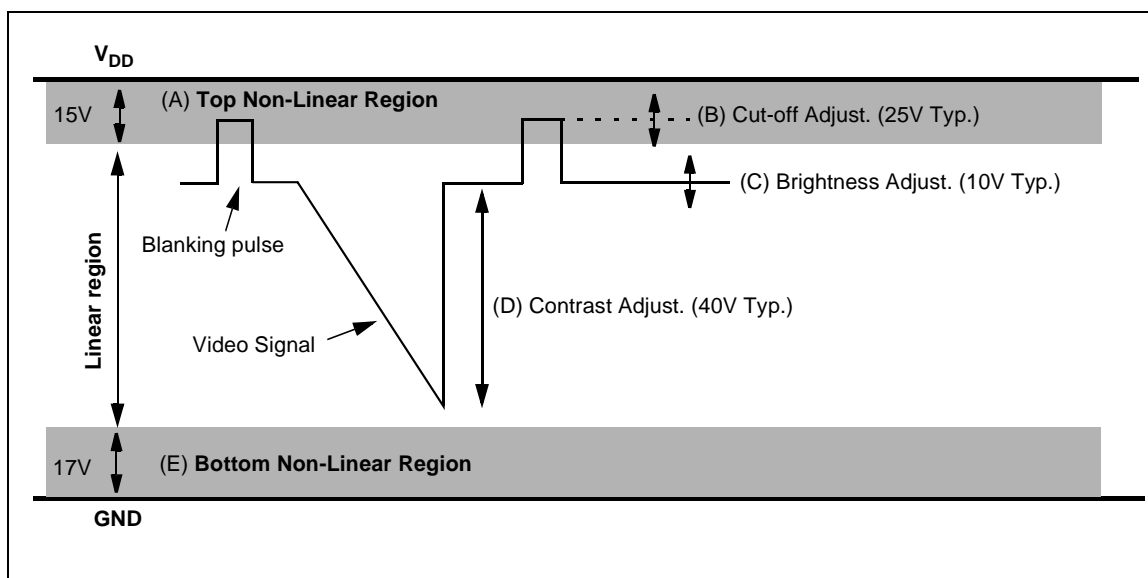 VDD
15V
(A) Top Non-Linear Region
(B) Cut-off Adjust. (25V Typ.)
(C) Brightness Adjust. (10V Typ.)
Blanking pulse
Linear region
(D) Contrast Adjust. (40V Typ.)
Video Signal
17V
(E) Bottom Non-Linear Region
GND